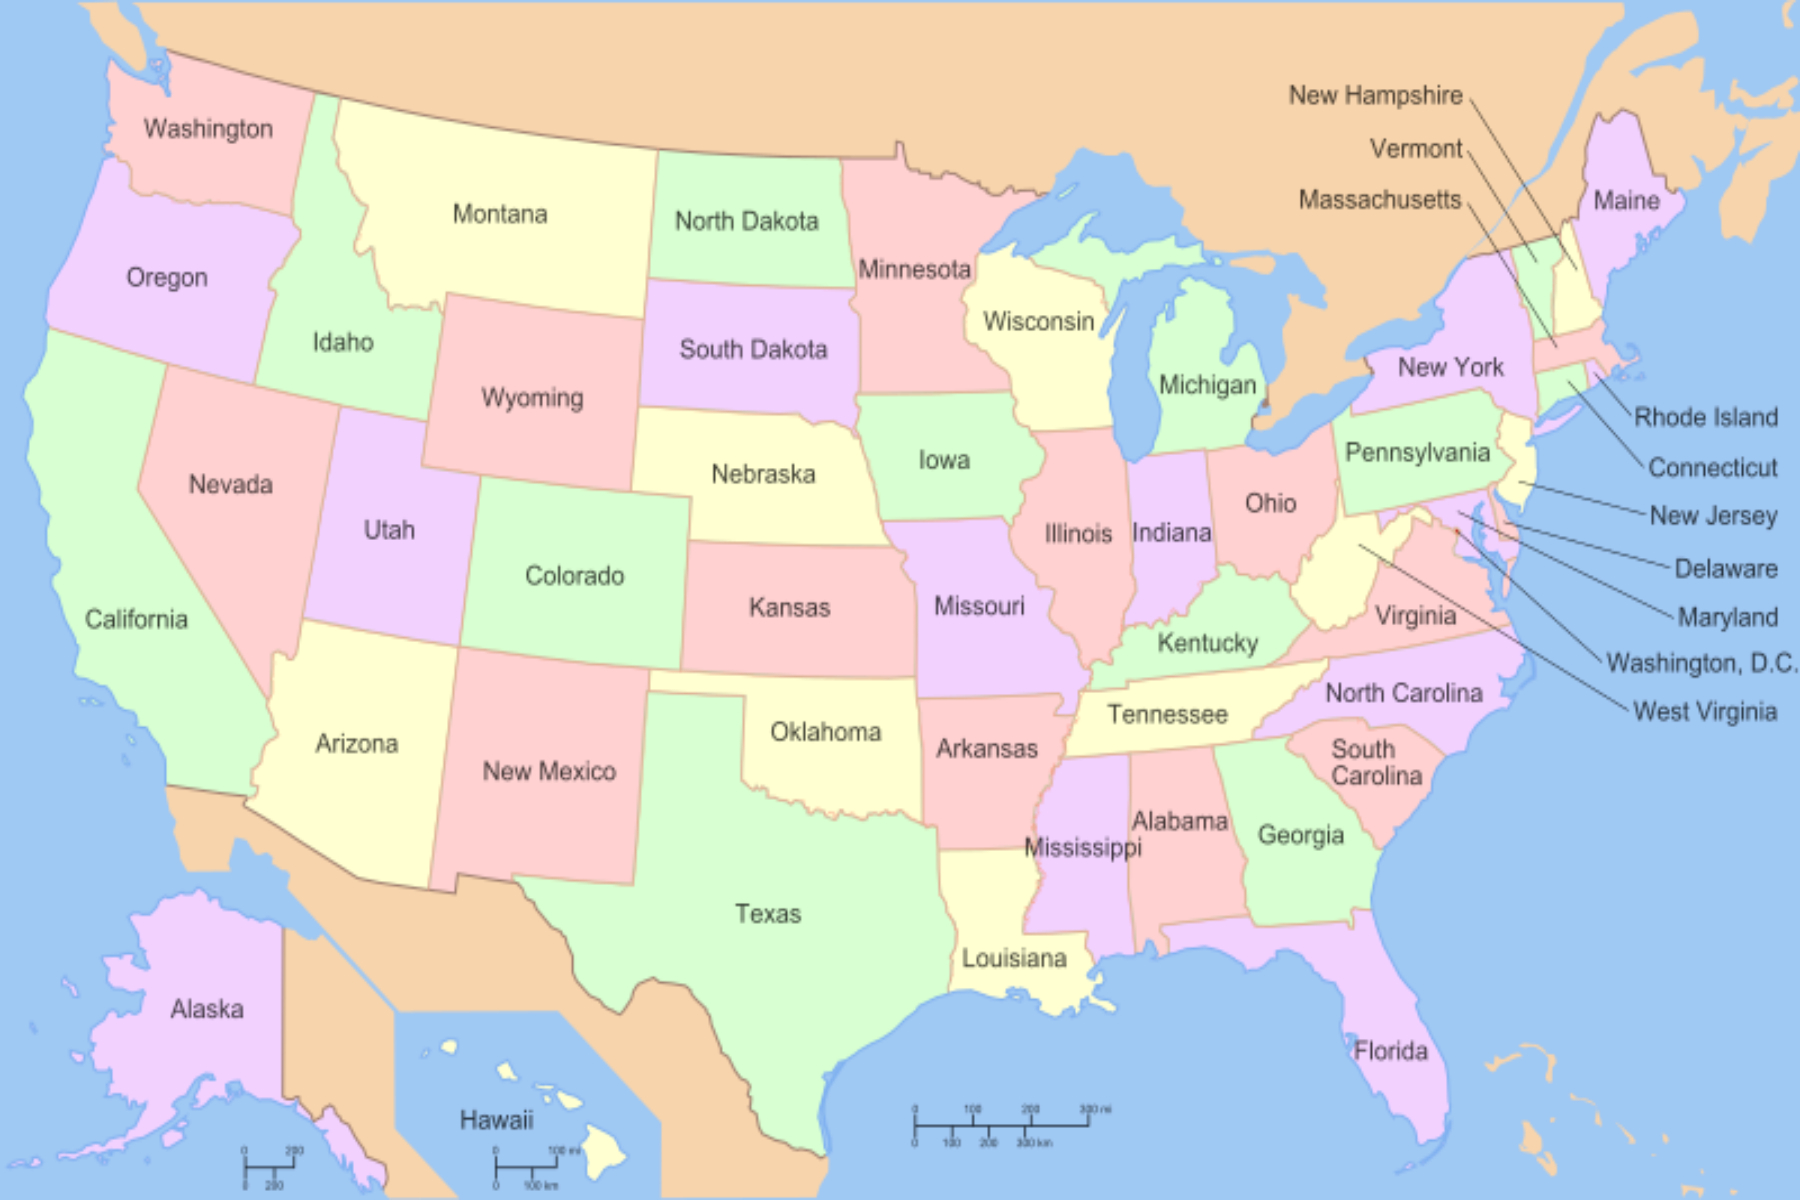 New Hampshire
Vermont
Massachusetts
Washington
Montana
North Dakota
Minnesota
Maine
Oregon
Idaho
Wyoming
South Dakota
Wisconsin
Michigan
New York
Rhode Island
Connecticut
New Jersey
Delaware
Maryland
Washington, D.C.
West Virginia
Nevada
Utah
Colorado
Nebraska
Iowa
Illinois
Indiana
Ohio
Pennsylvania
California
Kansas
Missouri
Kentucky
Virginia
Arizona
New Mexico
Oklahoma
Arkansas
Tennessee
North Carolina
South
Carolina
Texas
Louisiana
Mississippi
Alabama
Georgia
Florida
Alaska
Hawaii
0 200
0 200
0 100 mi
0 100 km
0 100 200 300 mi
0 100 200 300 km